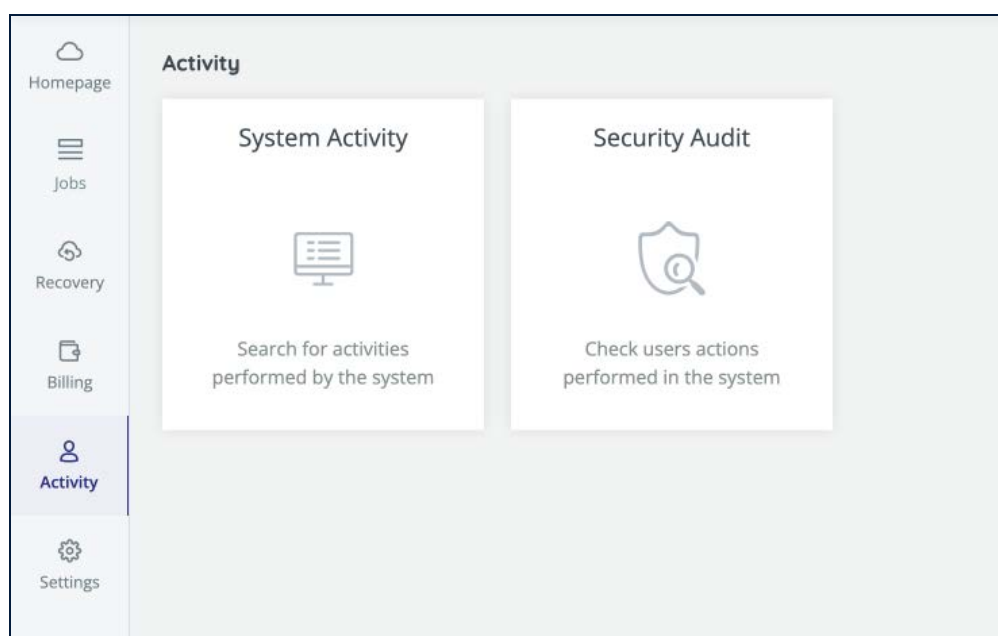 Homepage
Jobs
Recovery
Billing
Activity
Settings
Activity
System Activity
Search for activities
performed by the system
Security Audit
Check users actions
performed in the system